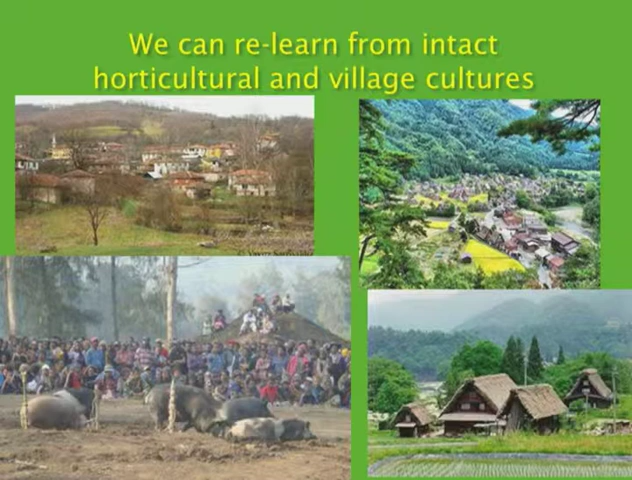 We can re-learn from intact
horticultural and village cultures